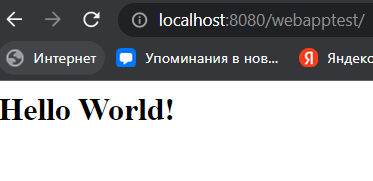 localhost:8080/webapptest/
Интернет
Упоминания в нов...
Яндекс
Hello World!